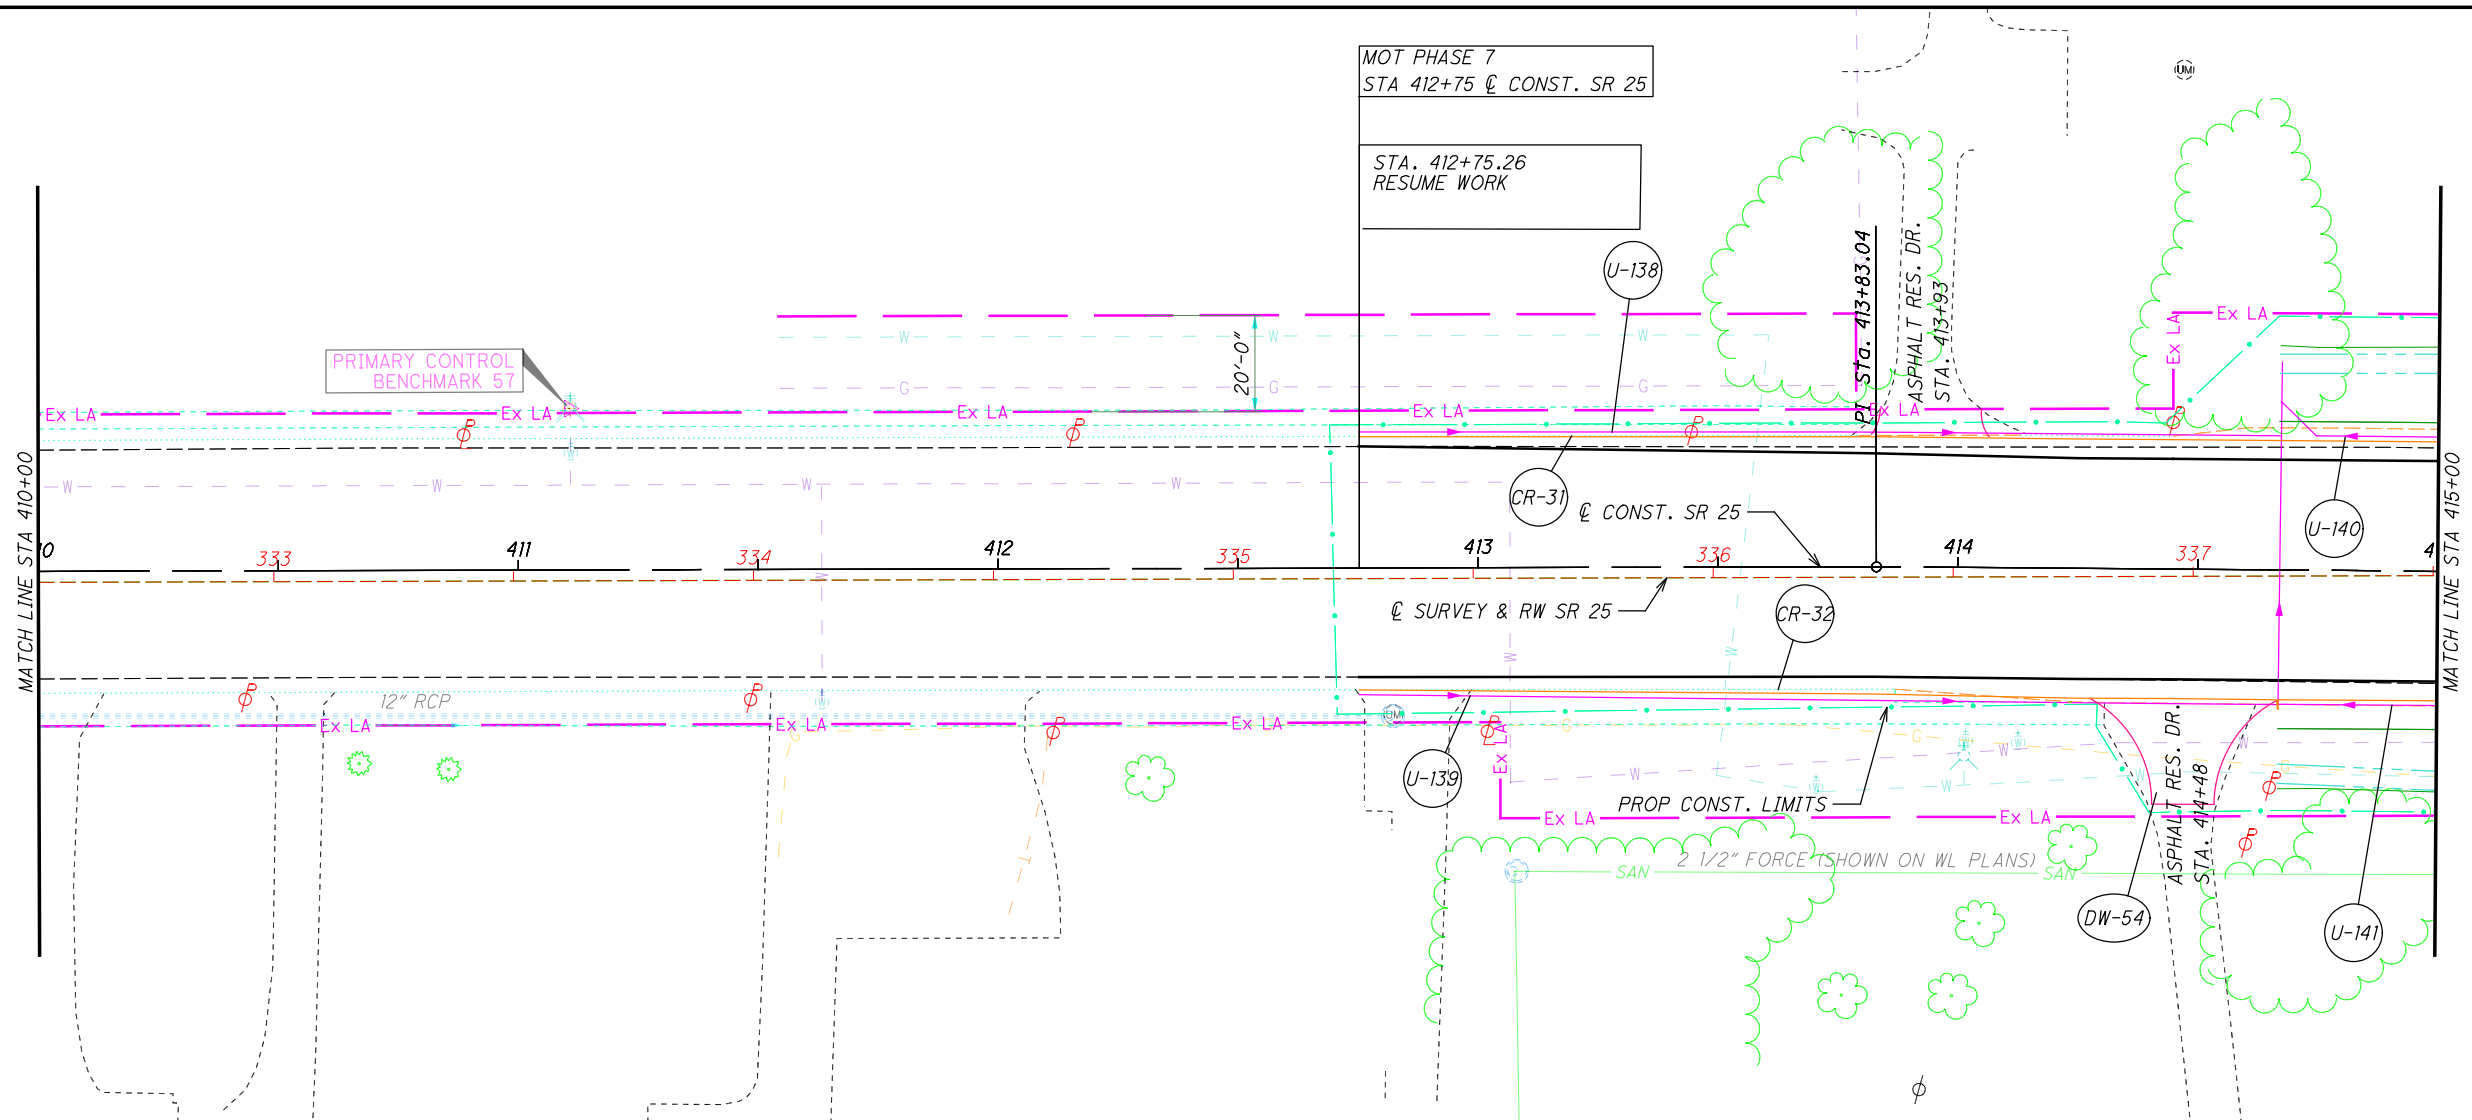 MOT PHASE 7
STA 412+75 ℄ CONST. SR 25
UM
STA. 412+75.26
RESUME WORK
U-138
PI Sta. 413+83.04
ASPHALT RES. DR.
STA. 413+93
Ex LA
Ex LA
W
W
W
20'-0"
PRIMARY CONTROL
BENCHMARK 57
G
G
G
G
Ex LA
Ex LA
Ex LA
Ex LA
Ex LA
P
P
P
P
MATCH LINE STA 410+00
MATCH LINE STA 415+00
W
W
W
W
W
W
CR-31
℄ CONST. SR 25
U-140
10
333
411
334
412
335
413
336
414
337
4
W
℄ SURVEY & RW SR 25
CR-32
W
W
12" RCP
P
P
P
P
W
UM
Ex LA
Ex LA
Ex LA
Ex LA
G
G
G
W
W
W
W
U-139
W
W
W
W
G
P
PROP CONST. LIMITS
ASPHALT RES. DR.
STA. 414+48
Ex LA
Ex LA
P
2 1/2" FORCE (SHOWN ON WL PLANS)
SAN
SAN
T
DW-54
U-141